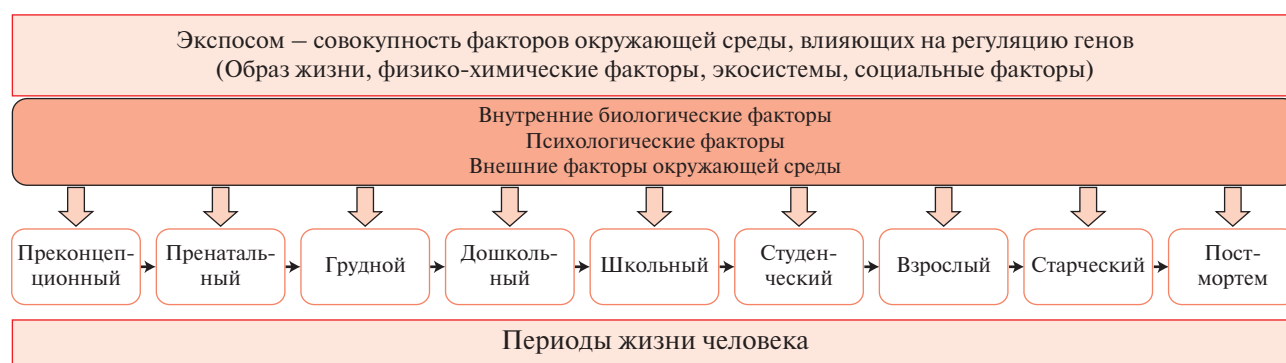 Экспосом – совокупность факторов окружающей среды, влияющих на регуляцию генов
(Образ жизни, физико-химические факторы, экосистемы, социальные факторы)
Внутренние биологические факторы
Психологические факторы
Внешние факторы окружающей среды
Преконцеп-
ционный
Пренаталь-
ный
Грудной
Дошколь-
ный
Школьный
Студен-
ческий
Взрослый
Старческий
Пост-
мортем
Периоды жизни человека